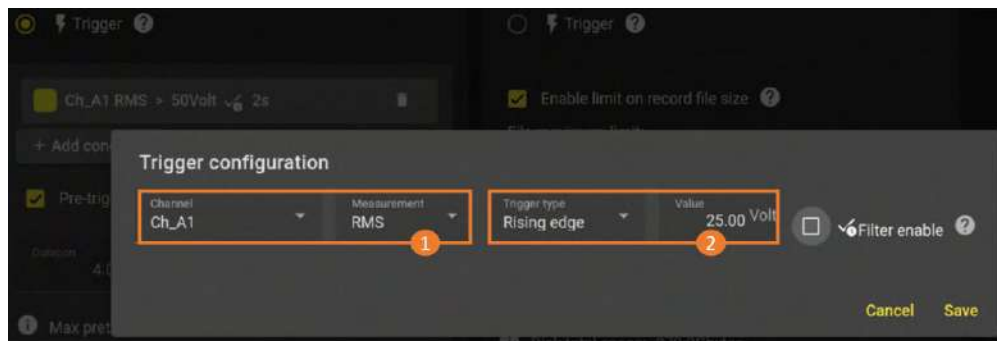 Trigger
Trigger
Ch_A1 RMS > 50Volt 2s
Enable limit on record file size
+ Add con
Trigger configuration
Pre-trig
Channel
Ch_A1
Measurement
RMS
1
Trigger type
Rising edge
Value
25.00 Volt
2
Filter enable
Duration
4.0
Max pret
Cancel
Save